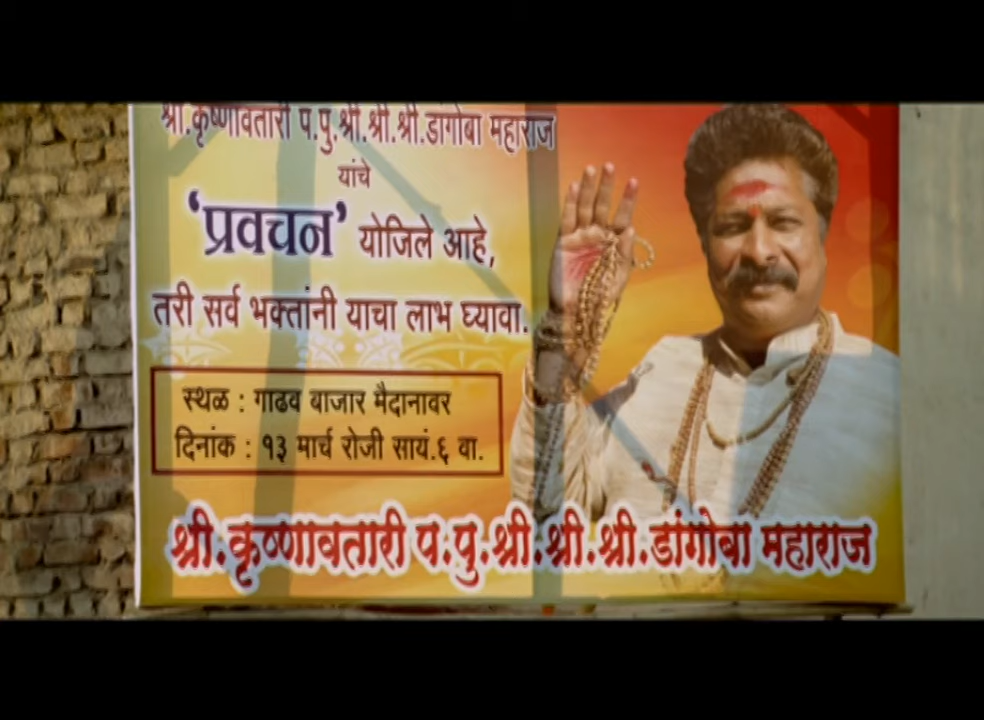 श्री.कृष्णावतारी प.पु.श्री.श्री.श्री.डांगोबा महाराज
यांचे
‘प्रवचन’ योजिले आहे,
तरी सर्व भक्तांनी याचा लाभ घ्यावा.
स्थळ : गाढव बाजार मैदानावर
दिनांक : १३ मार्च रोजी सायं.६ वा.
श्री.कृष्णावतारी प.पु.श्री.श्री.श्री.डांगोबा महाराज